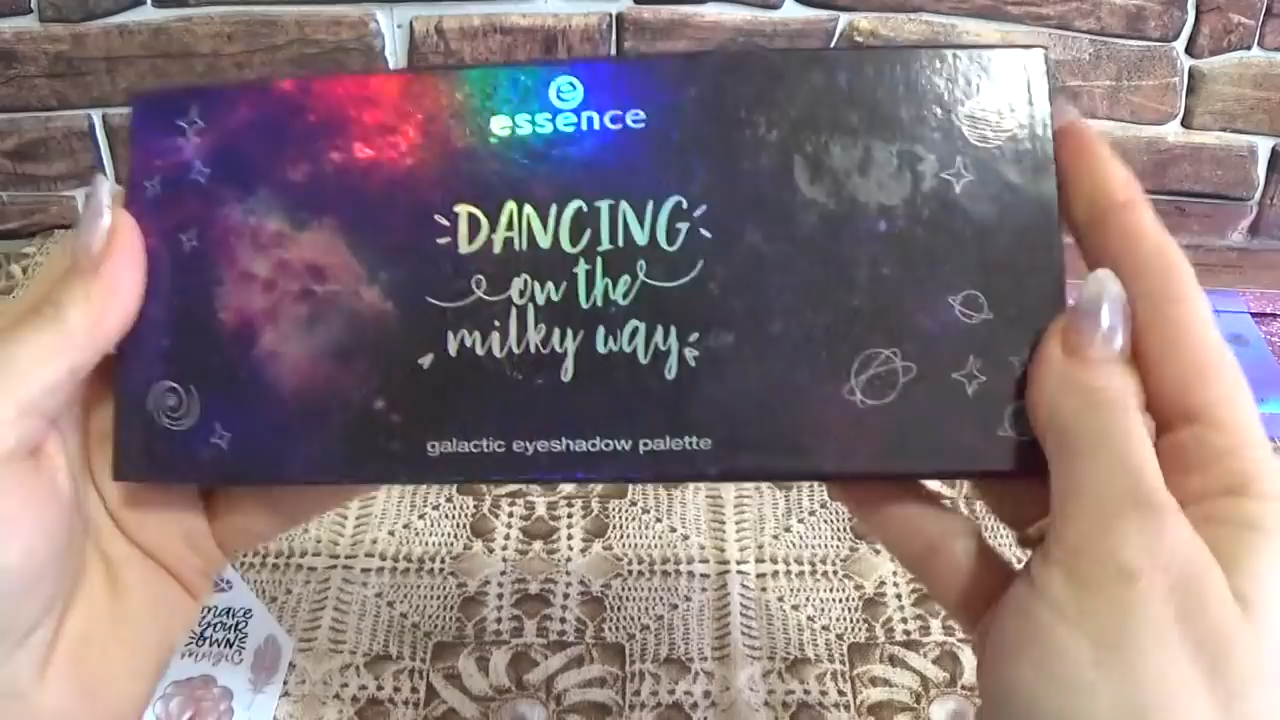 e
essence
DANCING
on the
milky way
galactic eyeshadow palette
make
your
own
magic